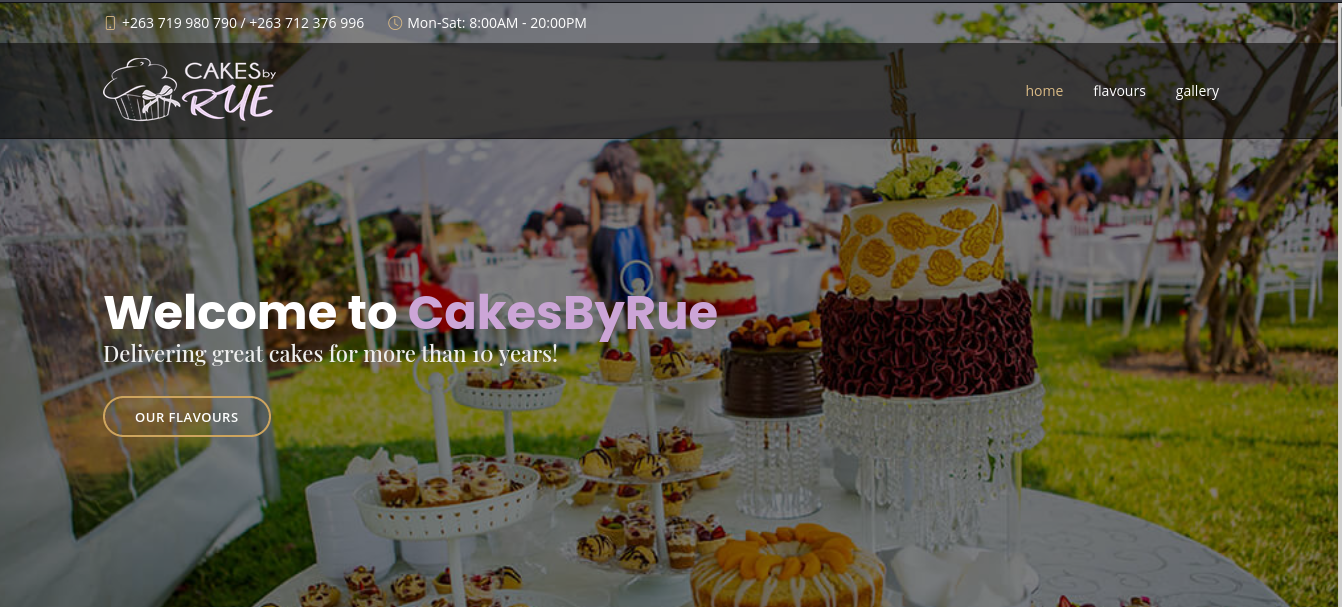 +263 719 980 790 / +263 712 376 996 Mon-Sat: 8:00AM - 20:00PM
CAKES by
RUE
home flavours gallery
Welcome to CakesByRue
Delivering great cakes for more than 10 years!
OUR FLAVOURS